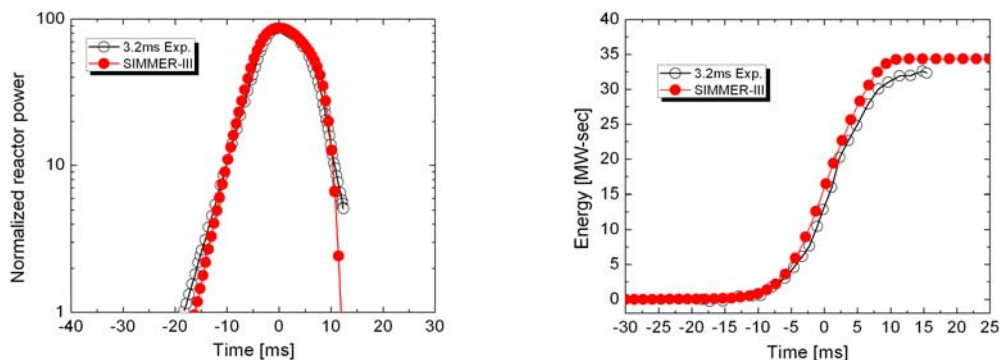 100
10
1
Normalized reactor power
3.2ms Exp.
SIMMER-III
-40 -30 -20 -10 0 10 20 30
Time [ms]
40
35
30
25
20
15
10
5
0
Energy [MW-sec]
3.2ms Exp.
SIMMER-III
-30 -25 -20 -15 -10 -5 0 5 10 15 20 25
Time [ms]